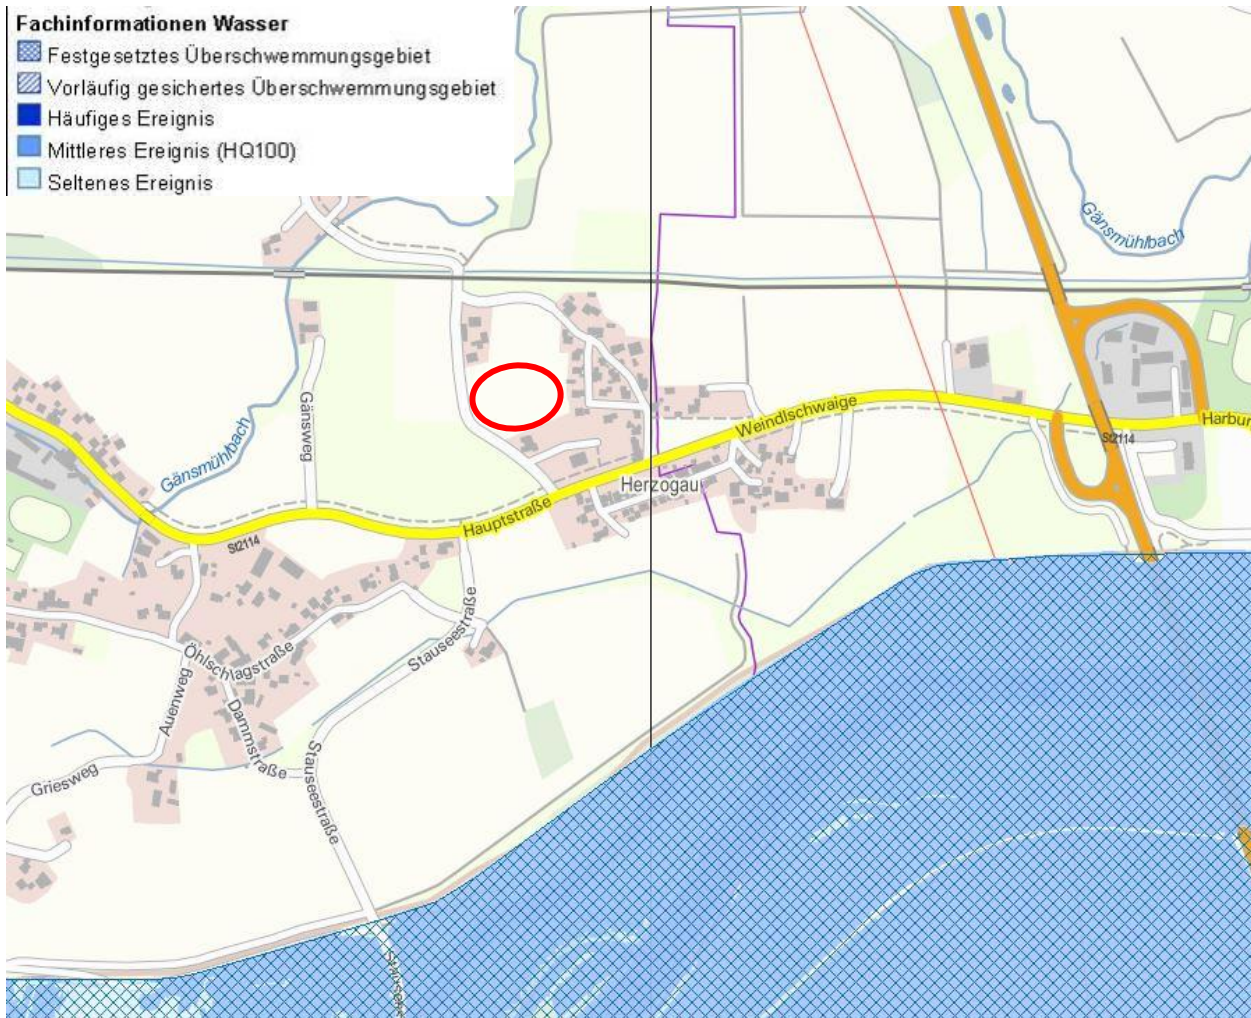 Fachinformationen Wasser
Festgesetztes Überschwemmungsgebiet
Vorläufig gesichertes Überschwemmungsgebiet
Häufiges Ereignis
Mittleres Ereignis (HQ100)
Seltenes Ereignis
Gänsmühlbach
Gänsweg
Weindlschwaige
Harbur
St2114
Gänsmühlbach
Herzogau
Hauptstraße
St2114
Stauseestraße
Öhlschlagstraße
Auenweg
Dammstraße
Stauseestraße
Griesweg
Stausee